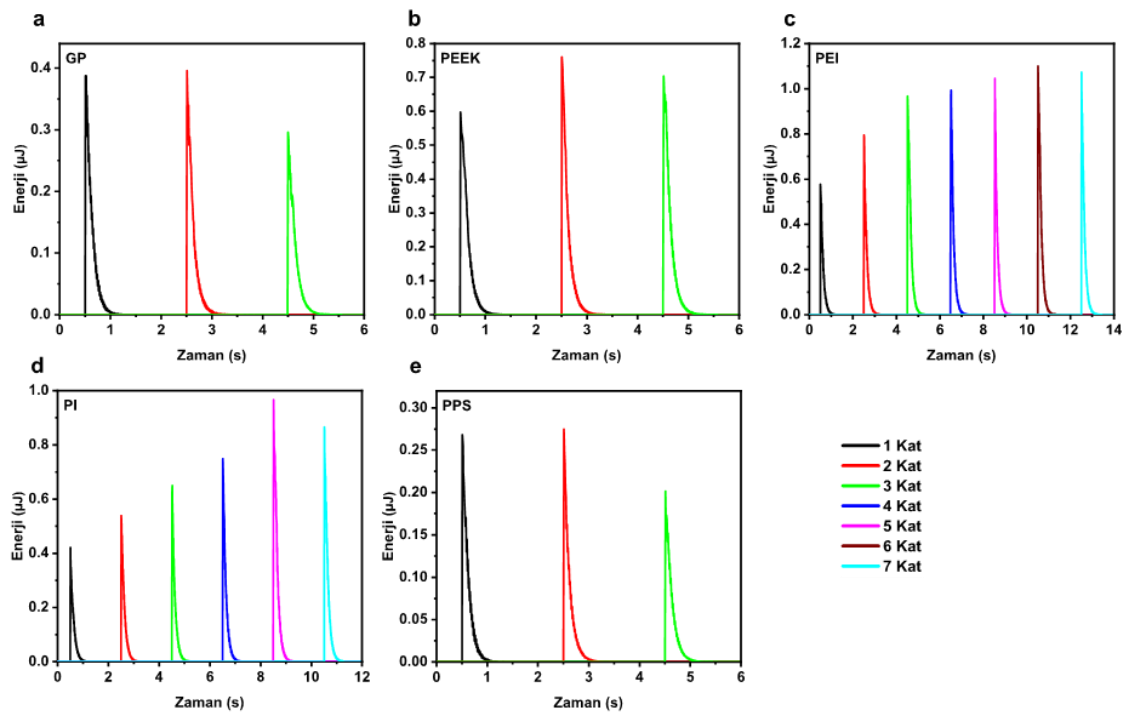 a
GP
Enerji (µJ)
0.4
0.3
0.2
0.1
0.0
0 1 2 3 4 5 6
Zaman (s)
b
PEEK
Enerji (µJ)
0.8
0.7
0.6
0.5
0.4
0.3
0.2
0.1
0.0
0 1 2 3 4 5 6
Zaman (s)
c
PEI
Enerji (µJ)
1.2
1.0
0.8
0.6
0.4
0.2
0.0
0 2 4 6 8 10 12 14
Zaman (s)
d
PI
Enerji (µJ)
1.0
0.8
0.6
0.4
0.2
0.0
0 2 4 6 8 10 12
Zaman (s)
e
PPS
Enerji (µJ)
0.30
0.25
0.20
0.15
0.10
0.05
0.00
0 1 2 3 4 5 6
Zaman (s)
1 Kat
2 Kat
3 Kat
4 Kat
5 Kat
6 Kat
7 Kat